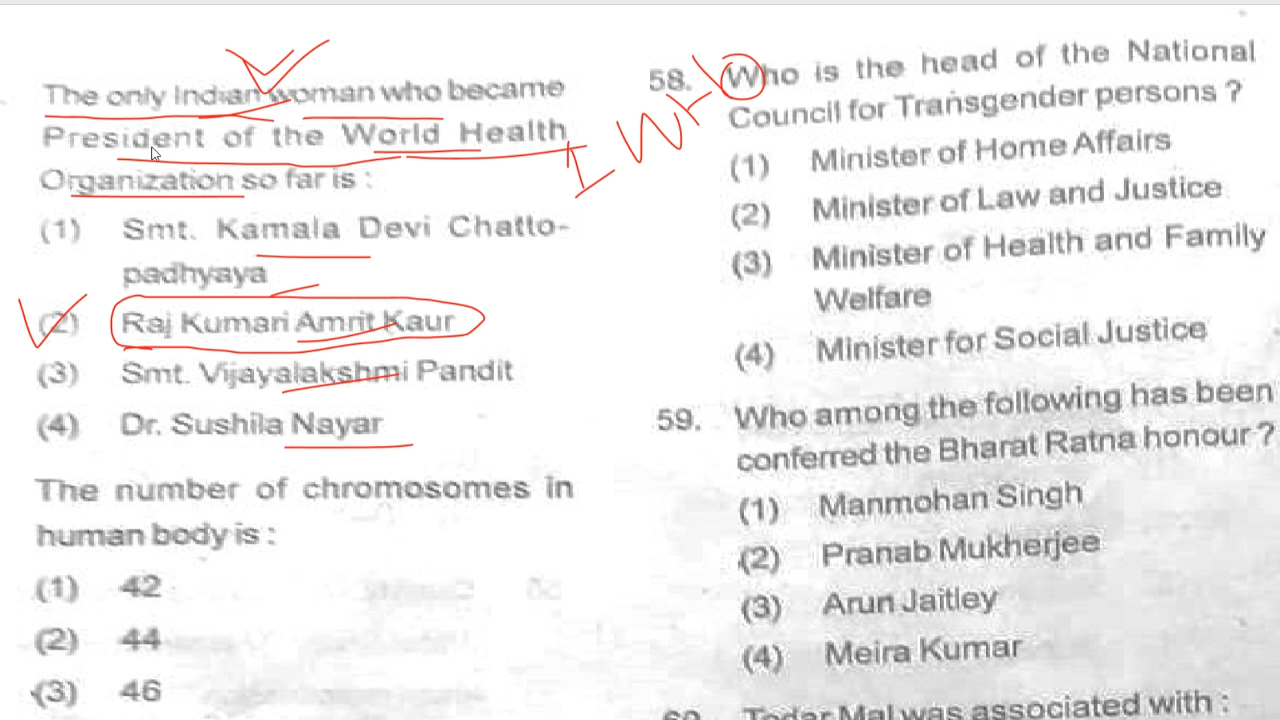 The only Indian woman who became
President of the World Health
Organization so far is :
(1) Smt. Kamala Devi Chatto-
padhyaya
(2) Raj Kumari Amrit Kaur
(3) Smt. Vijayalakshmi Pandit
(4) Dr. Sushila Nayar
The number of chromosomes in
human body is :
(1) 42
(2) 44
(3) 46
I WHO
58. Who is the head of the National
Council for Transgender persons ?
(1) Minister of Home Affairs
(2) Minister of Law and Justice
(3) Minister of Health and Family
Welfare
(4) Minister for Social Justice
59. Who among the following has been
conferred the Bharat Ratna honour ?
(1) Manmohan Singh
(2) Pranab Mukherjee
(3) Arun Jaitley
(4) Meira Kumar
60. Todar Mal was associated with :